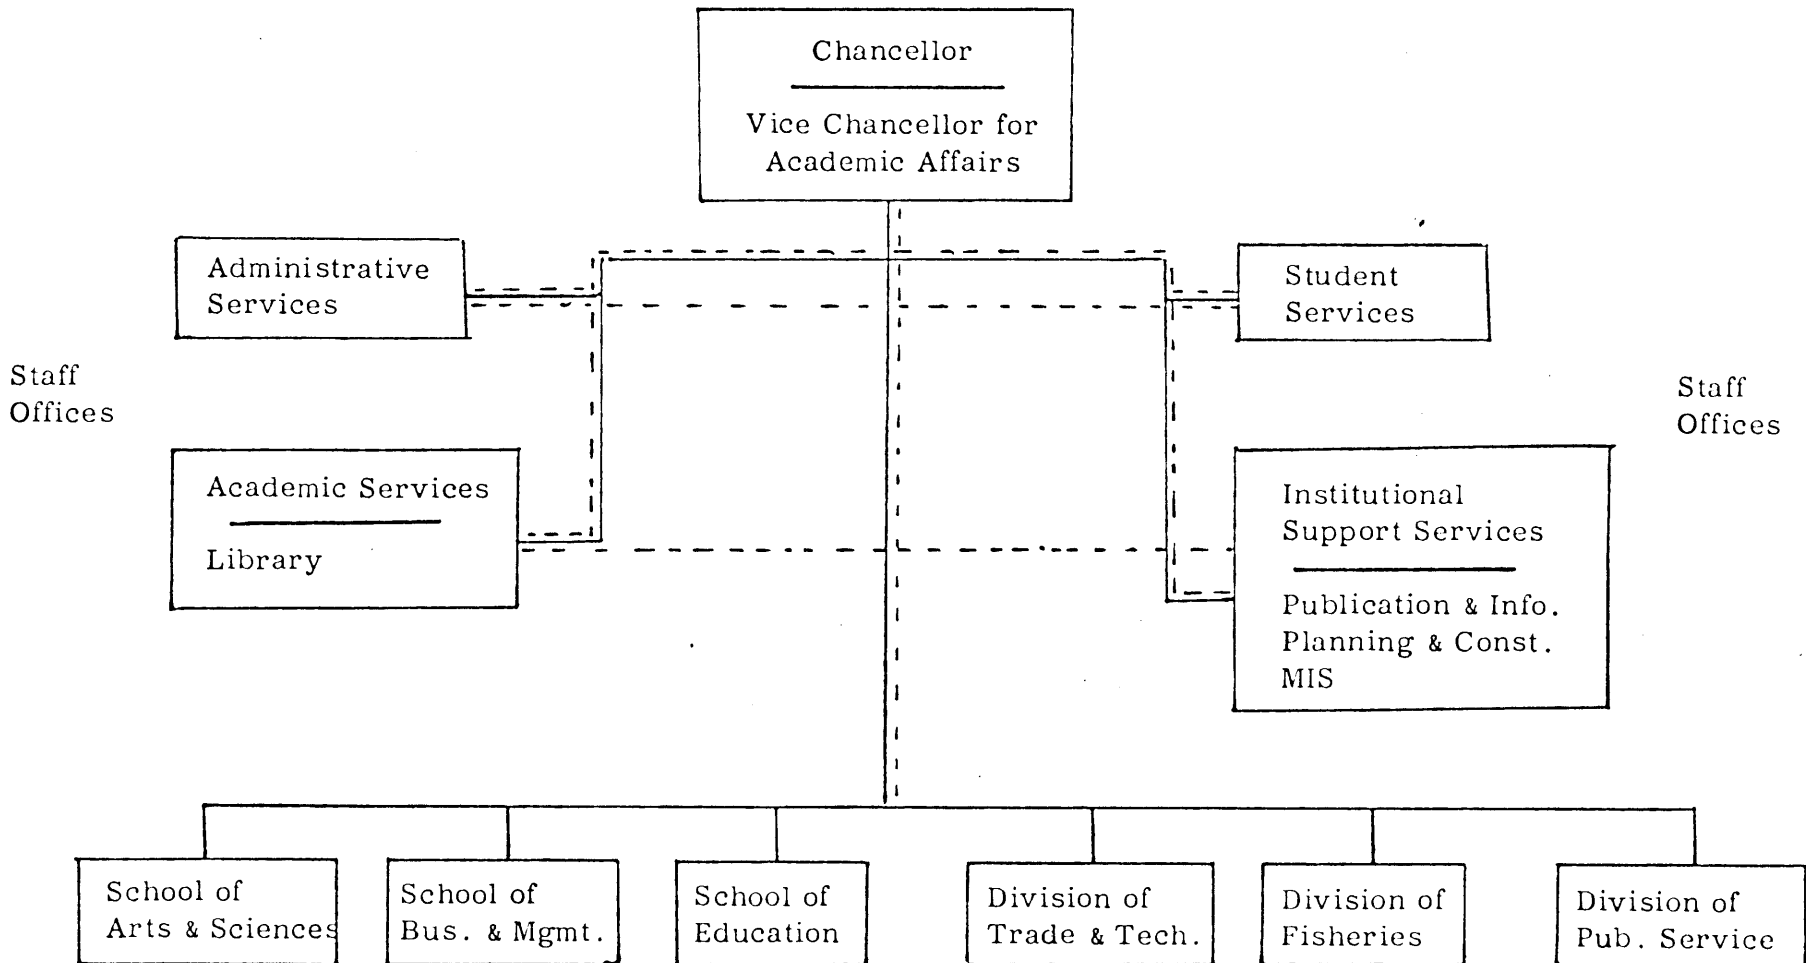 Chancellor
Vice Chancellor for
Academic Affairs
Administrative
Services
Student
Services
Staff
Offices
Staff
Offices
Academic Services
Library
Institutional
Support Services
Publication & Info.
Planning & Const.
MIS
School of
Arts & Sciences
School of
Bus. & Mgmt.
School of
Education
Division of
Trade & Tech.
Division of
Fisheries
Division of
Pub. Service